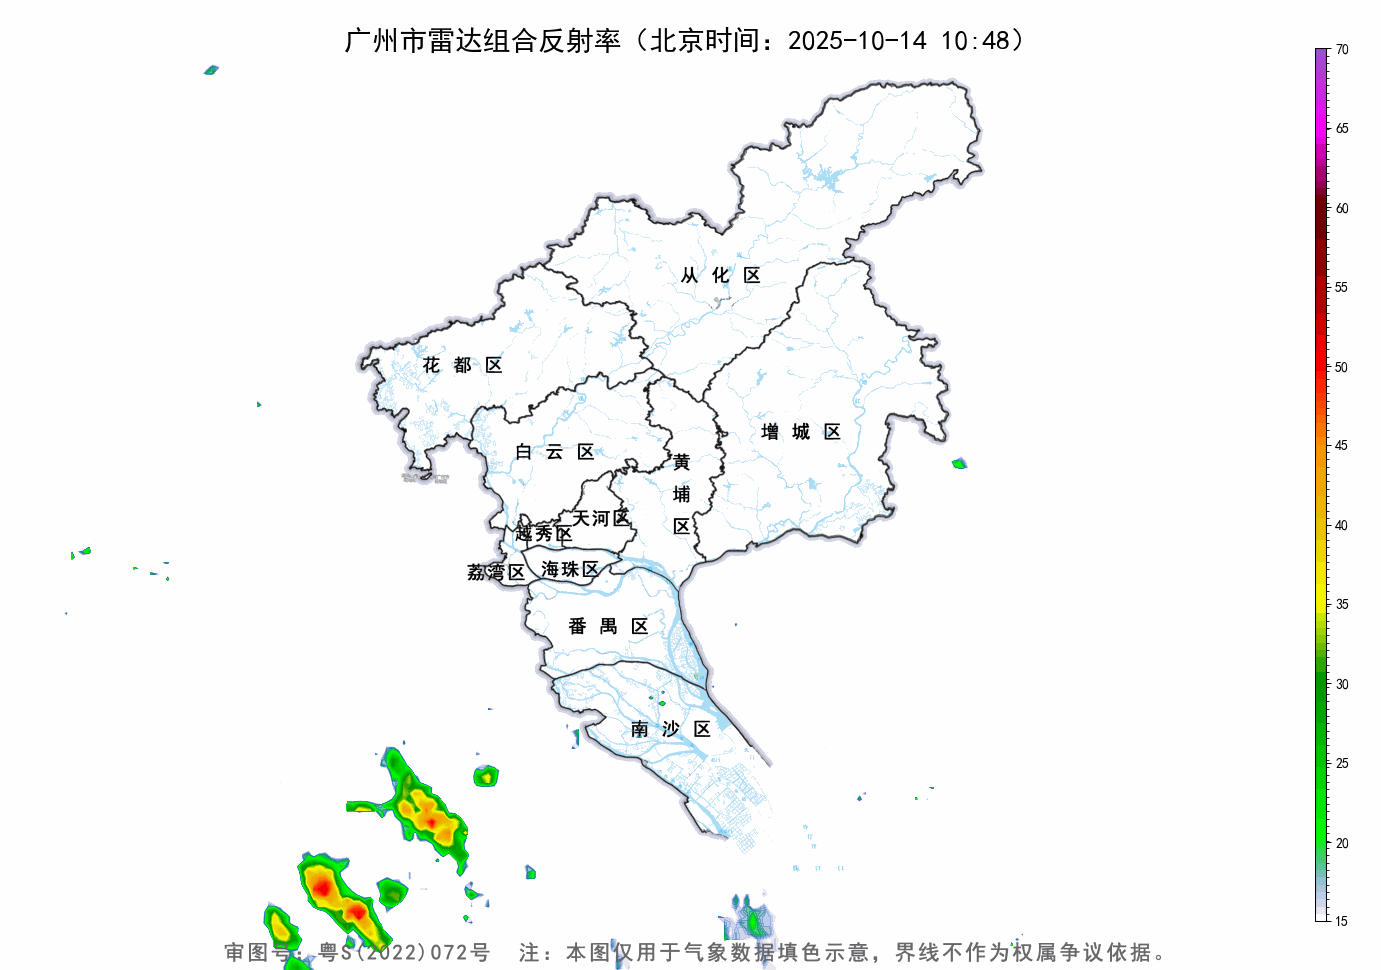 广州市雷达组合反射率（北京时间：2025-10-14 10:48）
70
65
60
55
50
45
40
35
30
25
20
15
从化区
花都区
增城区
白云区
黄埔区
天河区
越秀区
荔湾区
海珠区
番禺区
南沙区
审图号：粤S(2022)072号 注：本图仅用于气象数据填色示意，界线不作为权属争议依据。